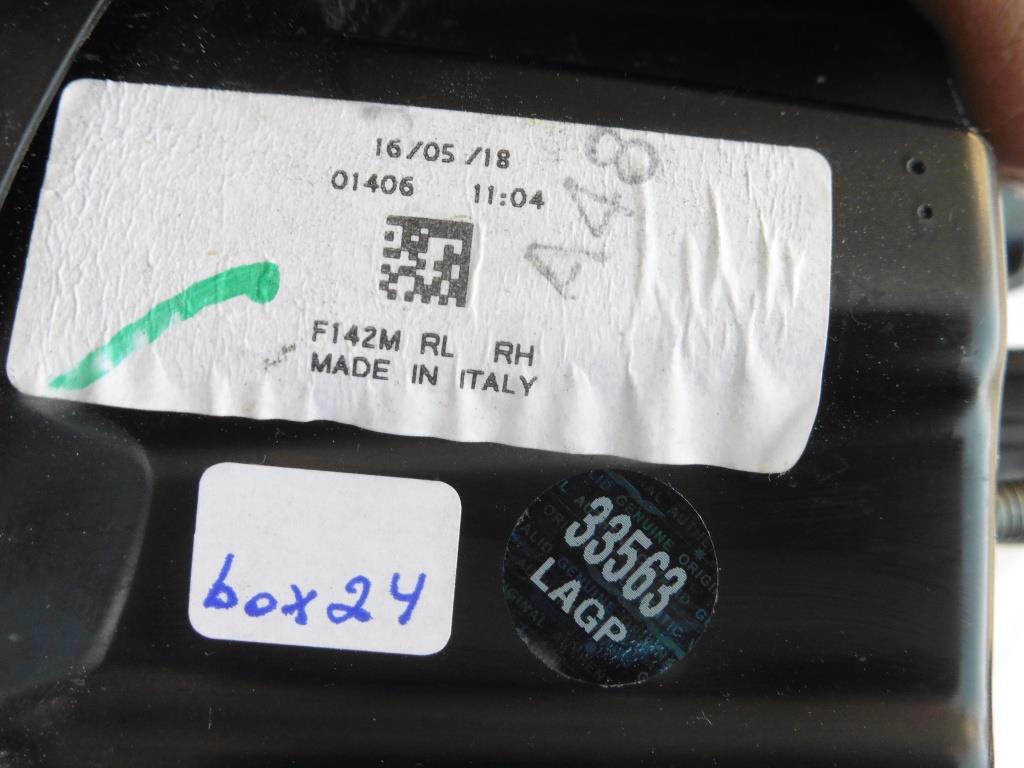 16/05/18
01406 11:04
A48
F142M RL RH
MADE IN ITALY
box24
33563
LAGP